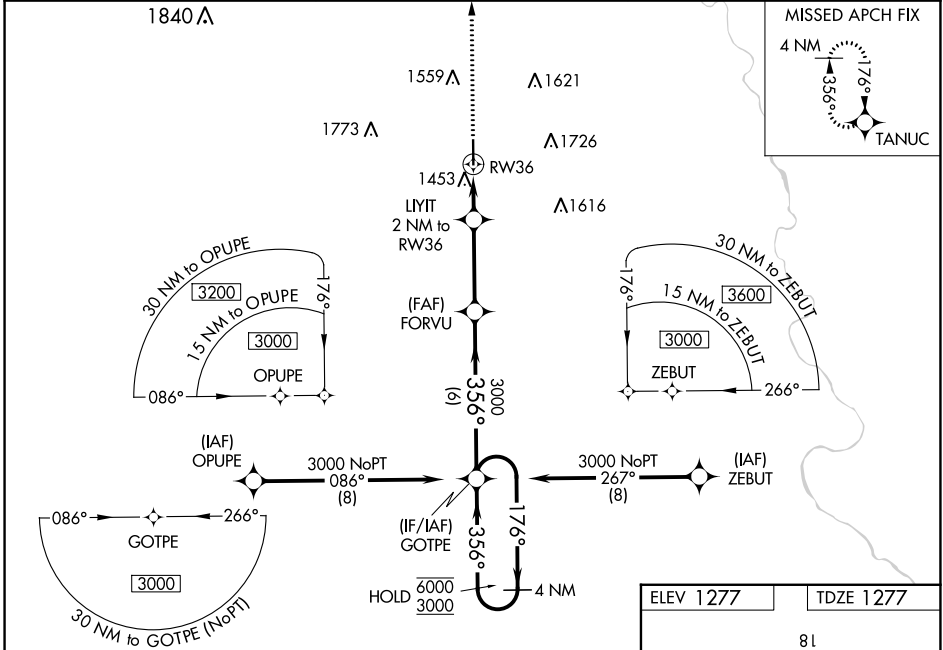 1840
MISSED APCH FIX
4 NM
356°
176°
TANUC
1559
1621
1773
1726
RW36
1453
LIYIT
2 NM to
RW36
1616
30 NM to OPUPE
3200
176°
15 NM to OPUPE
3000
OPUPE
086°
(FAF)
FORVU
30 NM to ZEBUT
176°
3600
15 NM to ZEBUT
3000
ZEBUT
266°
3000
356°
(6)
(IAF)
OPUPE
3000 NoPT
086°
(8)
3000 NoPT
267°
(8)
(IAF)
ZEBUT
086°
266°
GOTPE
3000
30 NM to GOTPE (NoPT)
(IF/IAF)
GOTPE
356°
176°
HOLD
6000
3000
4 NM
ELEV 1277
TDZE 1277
18